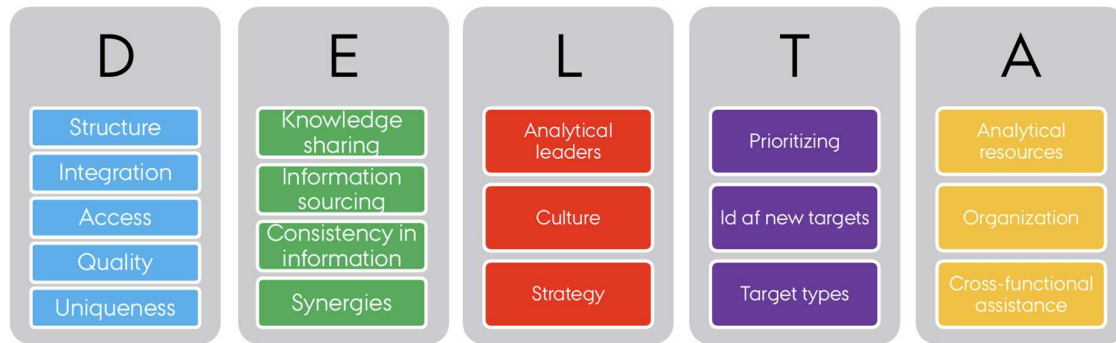 D
Structure
Integration
Access
Quality
Uniqueness
E
Knowledge
sharing
Information
sourcing
Consistency in
information
Synergies
L
Analytical
leaders
Culture
Strategy
T
Prioritizing
Id af new targets
Target types
A
Analytical
resources
Organization
Cross-functional
assistance